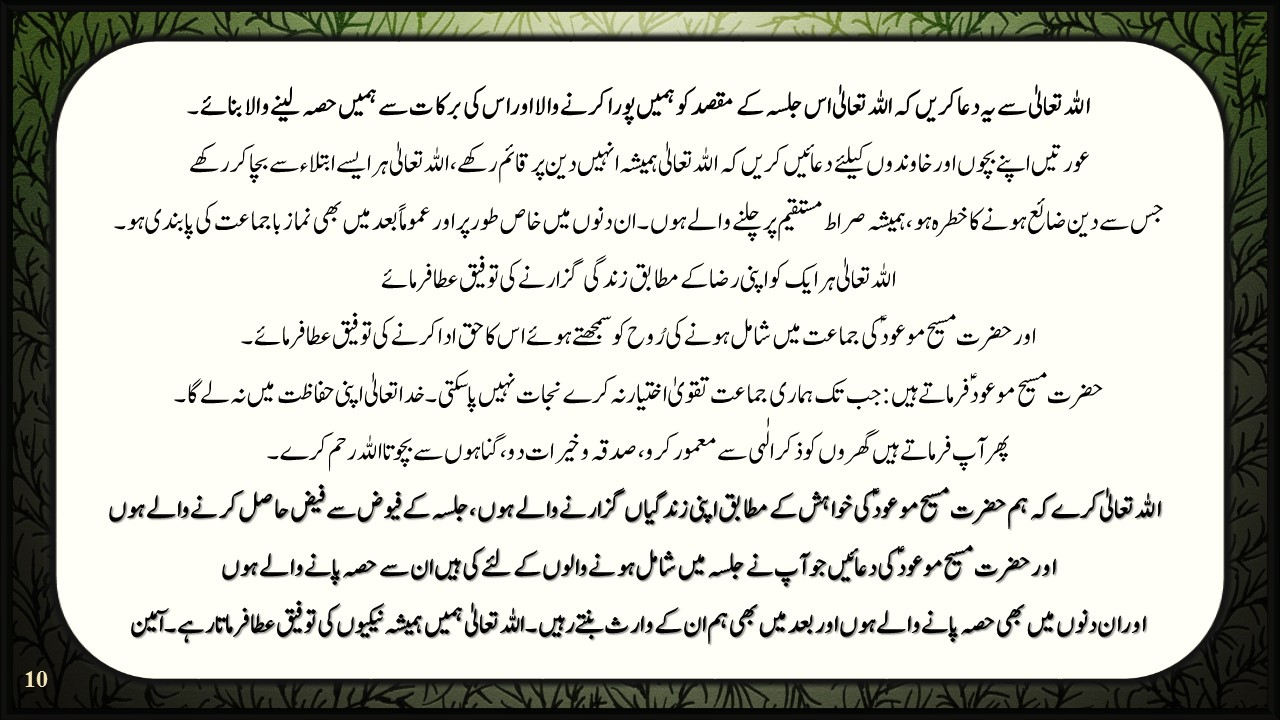 اللہ تعالیٰ سے یہ دعا کریں کہ اللہ تعالیٰ اس جلسہ کے مقصد کو ہمیں پورا کرنے والا اور اس کی برکات سے ہمیں حصہ لینے والا بنائے۔
عورتیں اپنے بچوں اور خاوندوں کیلئے دعائیں کریں کہ اللہ تعالیٰ ہمیشہ انہیں دین پر قائم رکھے، اللہ تعالیٰ ہر ایسے ابتلاء سے بچا کر رکھے
جس سے دین ضائع ہونے کا خطرہ ہو، ہمیشہ صراط مستقیم پر چلنے والے ہوں۔ ان دنوں میں خاص طور پر اور عموماً بعد میں بھی نماز باجماعت کی پابندی ہو۔
اللہ تعالیٰ ہر ایک کو اپنی رضا کے مطابق زندگی گزارنے کی توفیق عطا فرمائے
اور حضرت مسیح موعودؑ کی جماعت میں شامل ہونے کی رُوح کو سمجھتے ہوئے اس کا حق ادا کرنے کی توفیق عطا فرمائے۔
حضرت مسیح موعودؑ فرماتے ہیں: جب تک ہماری جماعت تقویٰ اختیار نہ کرے نجات نہیں پا سکتی۔ خدا تعالیٰ اپنی حفاظت میں نہ لے گا۔
پھر آپ فرماتے ہیں گھروں کو ذکر الٰہی سے معمور کرو، صدقہ و خیرات دو، گناہوں سے بچو تا اللہ رحم کرے۔
اللہ تعالیٰ کرے کہ ہم حضرت مسیح موعودؑ کی خواہش کے مطابق اپنی زندگیاں گزارنے والے ہوں، جلسہ کے فیوض سے فیض حاصل کرنے والے ہوں
اور حضرت مسیح موعودؑ کی دعائیں جو آپ نے جلسہ میں شامل ہونے والوں کے لئے کی ہیں ان سے حصہ پانے والے ہوں
اور ان دنوں میں بھی حصہ پانے والے ہوں اور بعد میں بھی ہم ان کے وارث بنتے رہیں۔ اللہ تعالیٰ ہمیں ہمیشہ نیکیوں کی توفیق عطا فرماتا رہے۔ آمین
10